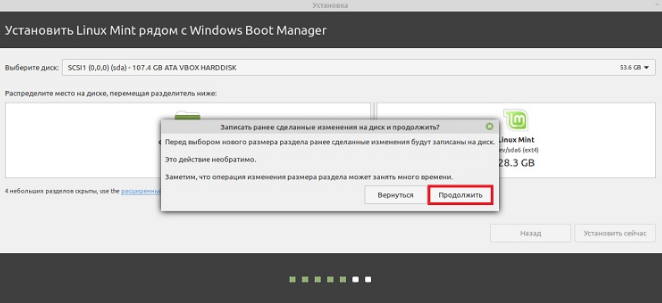 Установка
Установить Linux Mint рядом с Windows Boot Manager
Выберите диск: SCSI1 (0,0,0) (sda) - 107.4 GB ATA VBOX HARDDISK 53.6 GB
Распределите место на диске, перемещая разделитель ниже:
Записать ранее сделанные изменения на диск и продолжить?
Перед выбором нового размера раздела ранее сделанные изменения будут записаны на диск.
Это действие необратимо.
Заметим, что операция изменения размера раздела может занять много времени.
Вернуться Продолжить
Linux Mint
ev/sda6 (ext4)
28.3 GB
4 небольших разделов скрыты, use the расширенны
Назад Установить сейчас